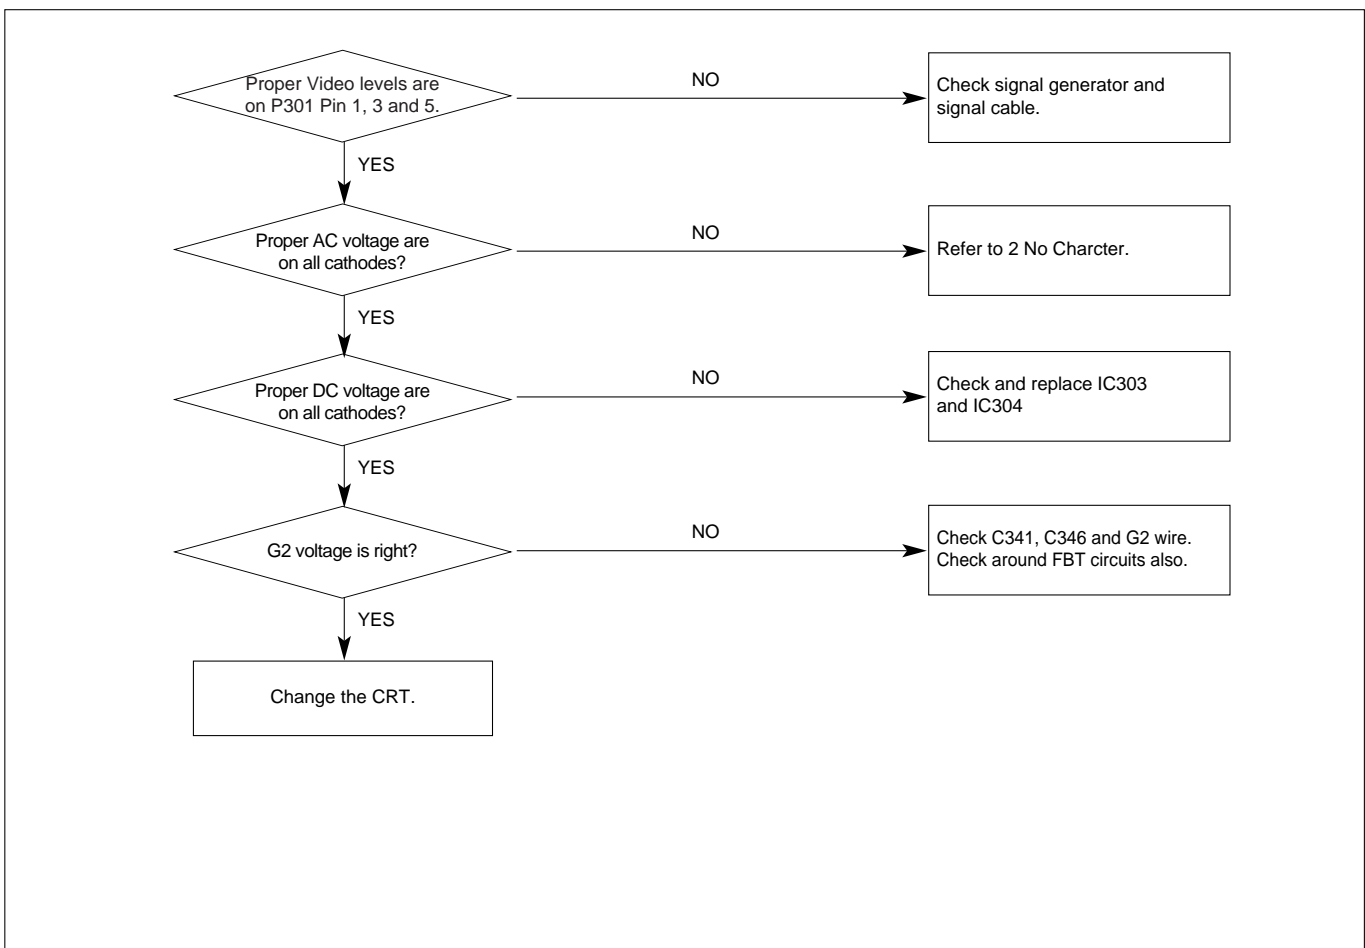 Proper Video levels are
on P301 Pin 1, 3 and 5.
NO
Check signal generator and
signal cable.
YES
Proper AC voltage are
on all cathodes?
NO
Refer to 2 No Charcter.
YES
Proper DC voltage are
on all cathodes?
NO
Check and replace IC303
and IC304
YES
G2 voltage is right?
NO
Check C341, C346 and G2 wire.
Check around FBT circuits also.
YES
Change the CRT.